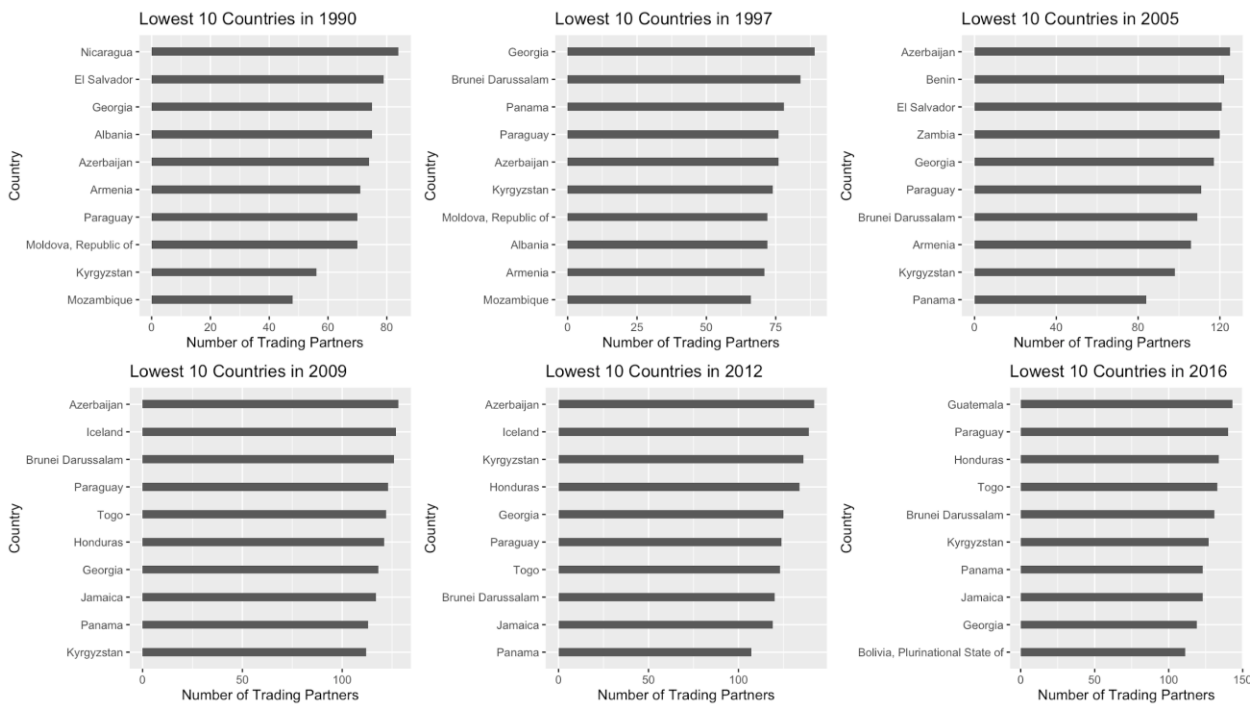 Lowest 10 Countries in 1990
Country
Nicaragua
El Salvador
Georgia
Albania
Azerbaijan
Armenia
Paraguay
Moldova, Republic of
Kyrgyzstan
Mozambique
0 20 40 60 80
Number of Trading Partners
Lowest 10 Countries in 1997
Country
Georgia
Brunei Darussalam
Panama
Paraguay
Azerbaijan
Kyrgyzstan
Moldova, Republic of
Albania
Armenia
Mozambique
0 25 50 75
Number of Trading Partners
Lowest 10 Countries in 2005
Country
Azerbaijan
Benin
El Salvador
Zambia
Georgia
Paraguay
Brunei Darussalam
Armenia
Kyrgyzstan
Panama
0 40 80 120
Number of Trading Partners
Lowest 10 Countries in 2009
Country
Azerbaijan
Iceland
Brunei Darussalam
Paraguay
Togo
Honduras
Georgia
Jamaica
Panama
Kyrgyzstan
0 50 100
Number of Trading Partners
Lowest 10 Countries in 2012
Country
Azerbaijan
Iceland
Kyrgyzstan
Honduras
Georgia
Paraguay
Togo
Brunei Darussalam
Jamaica
Panama
0 50 100
Number of Trading Partners
Lowest 10 Countries in 2016
Country
Guatemala
Paraguay
Honduras
Togo
Brunei Darussalam
Kyrgyzstan
Panama
Jamaica
Georgia
Bolivia, Plurinational State of
0 50 100 150
Number of Trading Partners